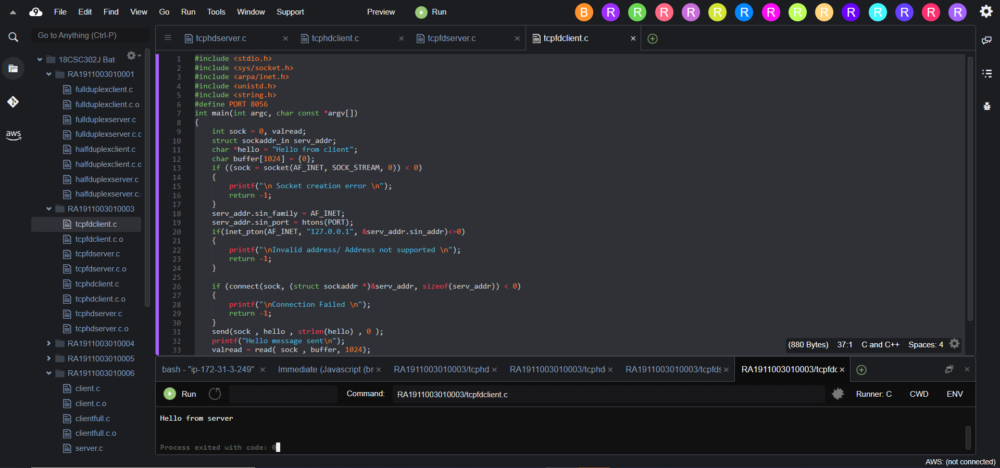 File Edit Find View Go Run Tools Window Support Preview Run
B R R R R R R R R R R R R R R
Go to Anything (Ctrl-P)
aws
18CSC302J Bat
RA1911003010001
fullduplexclient.c
fullduplexclient.c.o
fullduplexserver.c
fullduplexserver.c.c
halfduplexclient.c
halfduplexclient.c.o
halfduplexserver.c
halfduplexserver.c.
RA1911003010003
tcpfdclient.c
tcpfdclient.c.o
tcpfdserver.c
tcpfdserver.c.o
tcphdclient.c
tcphdclient.c.o
tcphdserver.c
tcphdserver.c.o
RA1911003010004
RA1911003010005
RA1911003010006
client.c
client.c.o
clientfull.c
clientfull.c.o
server.c
tcphdserver.c tcphdclient.c tcpfdserver.c tcpfdclient.c
1 #include <stdio.h>
2 #include <sys/socket.h>
3 #include <arpa/inet.h>
4 #include <unistd.h>
5 #include <string.h>
6 #define PORT 8056
7 int main(int argc, char const *argv[])
8 {
9 int sock = 0, valread;
10 struct sockaddr_in serv_addr;
11 char *hello = "Hello from client";
12 char buffer[1024] = {0};
13 if ((sock = socket(AF_INET, SOCK_STREAM, 0)) < 0)
14 {
15 printf("\n Socket creation error \n");
16 return -1;
17 }
18 serv_addr.sin_family = AF_INET;
19 serv_addr.sin_port = htons(PORT);
20 if(inet_pton(AF_INET, "127.0.0.1", &serv_addr.sin_addr)<=0)
21 {
22 printf("\nInvalid address/ Address not supported \n");
23 return -1;
24 }
25
26 if (connect(sock, (struct sockaddr *)&serv_addr, sizeof(serv_addr)) < 0)
27 {
28 printf("\nConnection Failed \n");
29 return -1;
30 }
31 send(sock , hello , strlen(hello) , 0 );
32 printf("Hello message sent\n");
33 valread = read( sock , buffer, 1024);
(880 Bytes) 37:1 C and C++ Spaces: 4
bash - "ip-172-31-3-249" Immediate (Javascript (br RA1911003010003/tcphd RA1911003010003/tcphd RA1911003010003/tcpfds RA1911003010003/tcpfdc
Run Command: RA1911003010003/tcpfdclient.c Runner: C CWD ENV
Hello from server
Process exited with code: 0
AWS: (not connected)